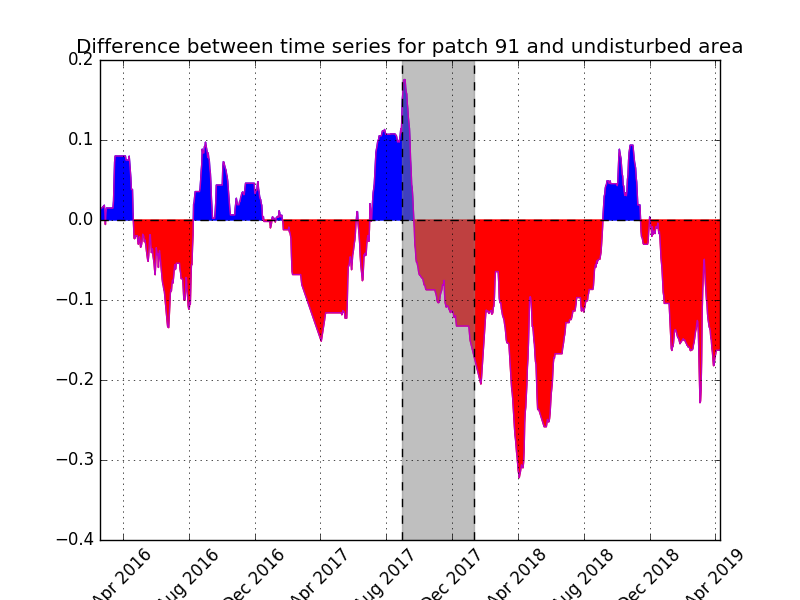 Difference between time series for patch 91 and undisturbed area
0.2
0.1
0.0
−0.1
−0.2
−0.3
−0.4
Apr 2016
Aug 2016
Dec 2016
Apr 2017
Aug 2017
Dec 2017
Apr 2018
Aug 2018
Dec 2018
Apr 2019